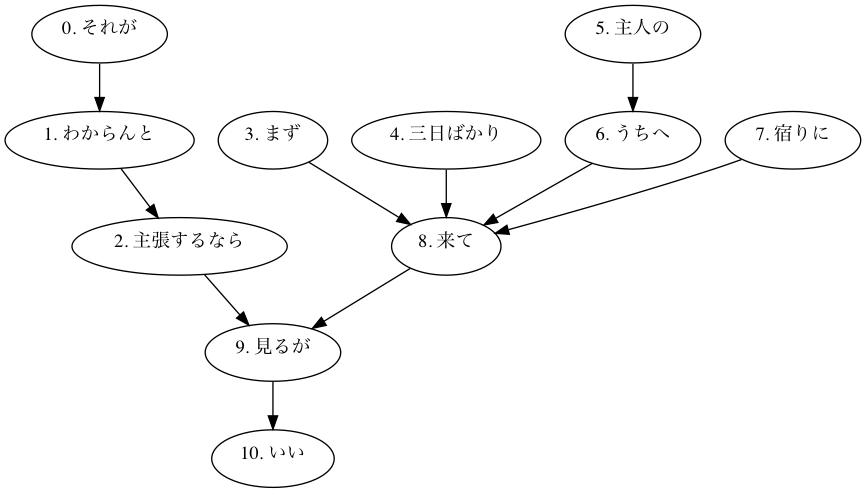 0. それが
5. 主人の
1. わからんと
3. まず
4. 三日ばかり
6. うちへ
7. 宿りに
2. 主張するなら
8. 来て
9. 見るが
10. いい